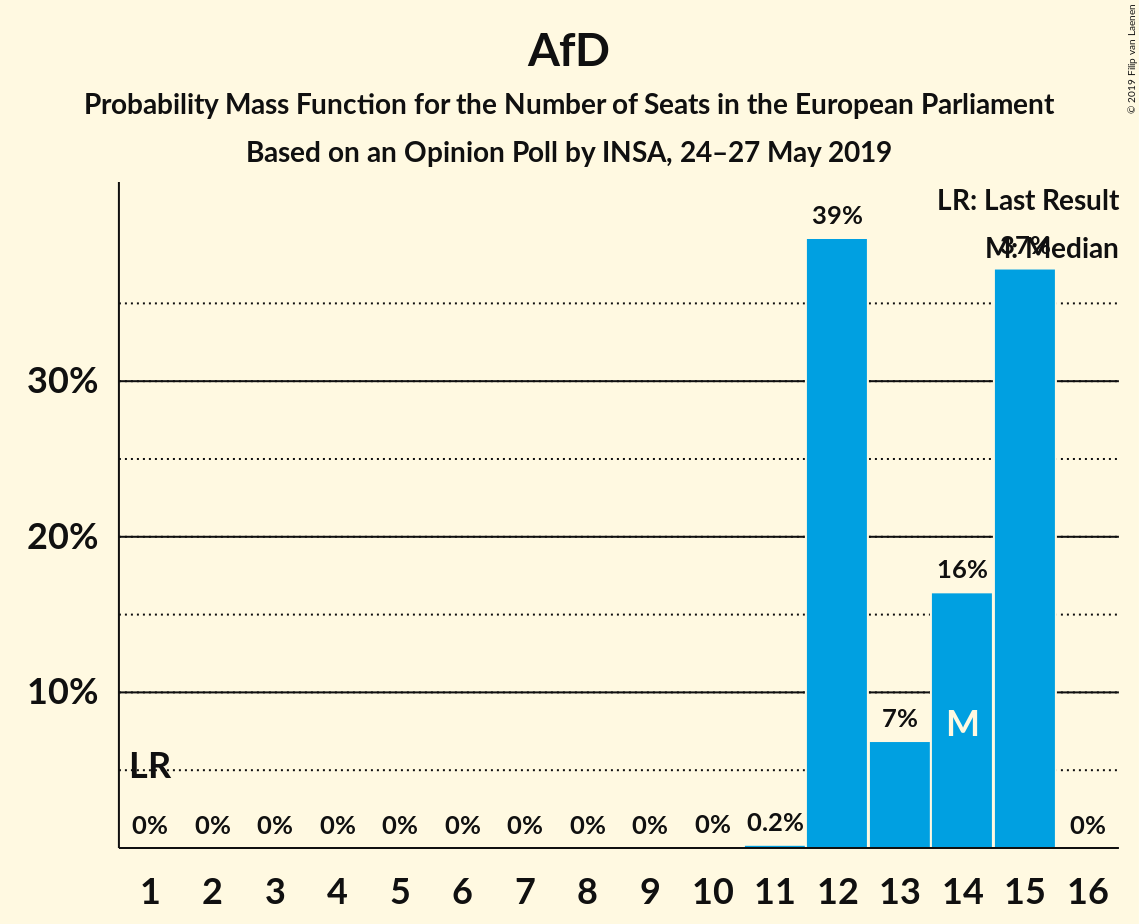 AfD
Probability Mass Function for the Number of Seats in the European Parliament
Based on an Opinion Poll by INSA, 24–27 May 2019
© 2019 Filip van Laenen
LR: Last Result
M: Median
39%
37%
30%
20%
16%
10%
7%
M
LR
0% 0% 0% 0% 0% 0% 0% 0% 0% 0% 0.2% 0%
1 2 3 4 5 6 7 8 9 10 11 12 13 14 15 16